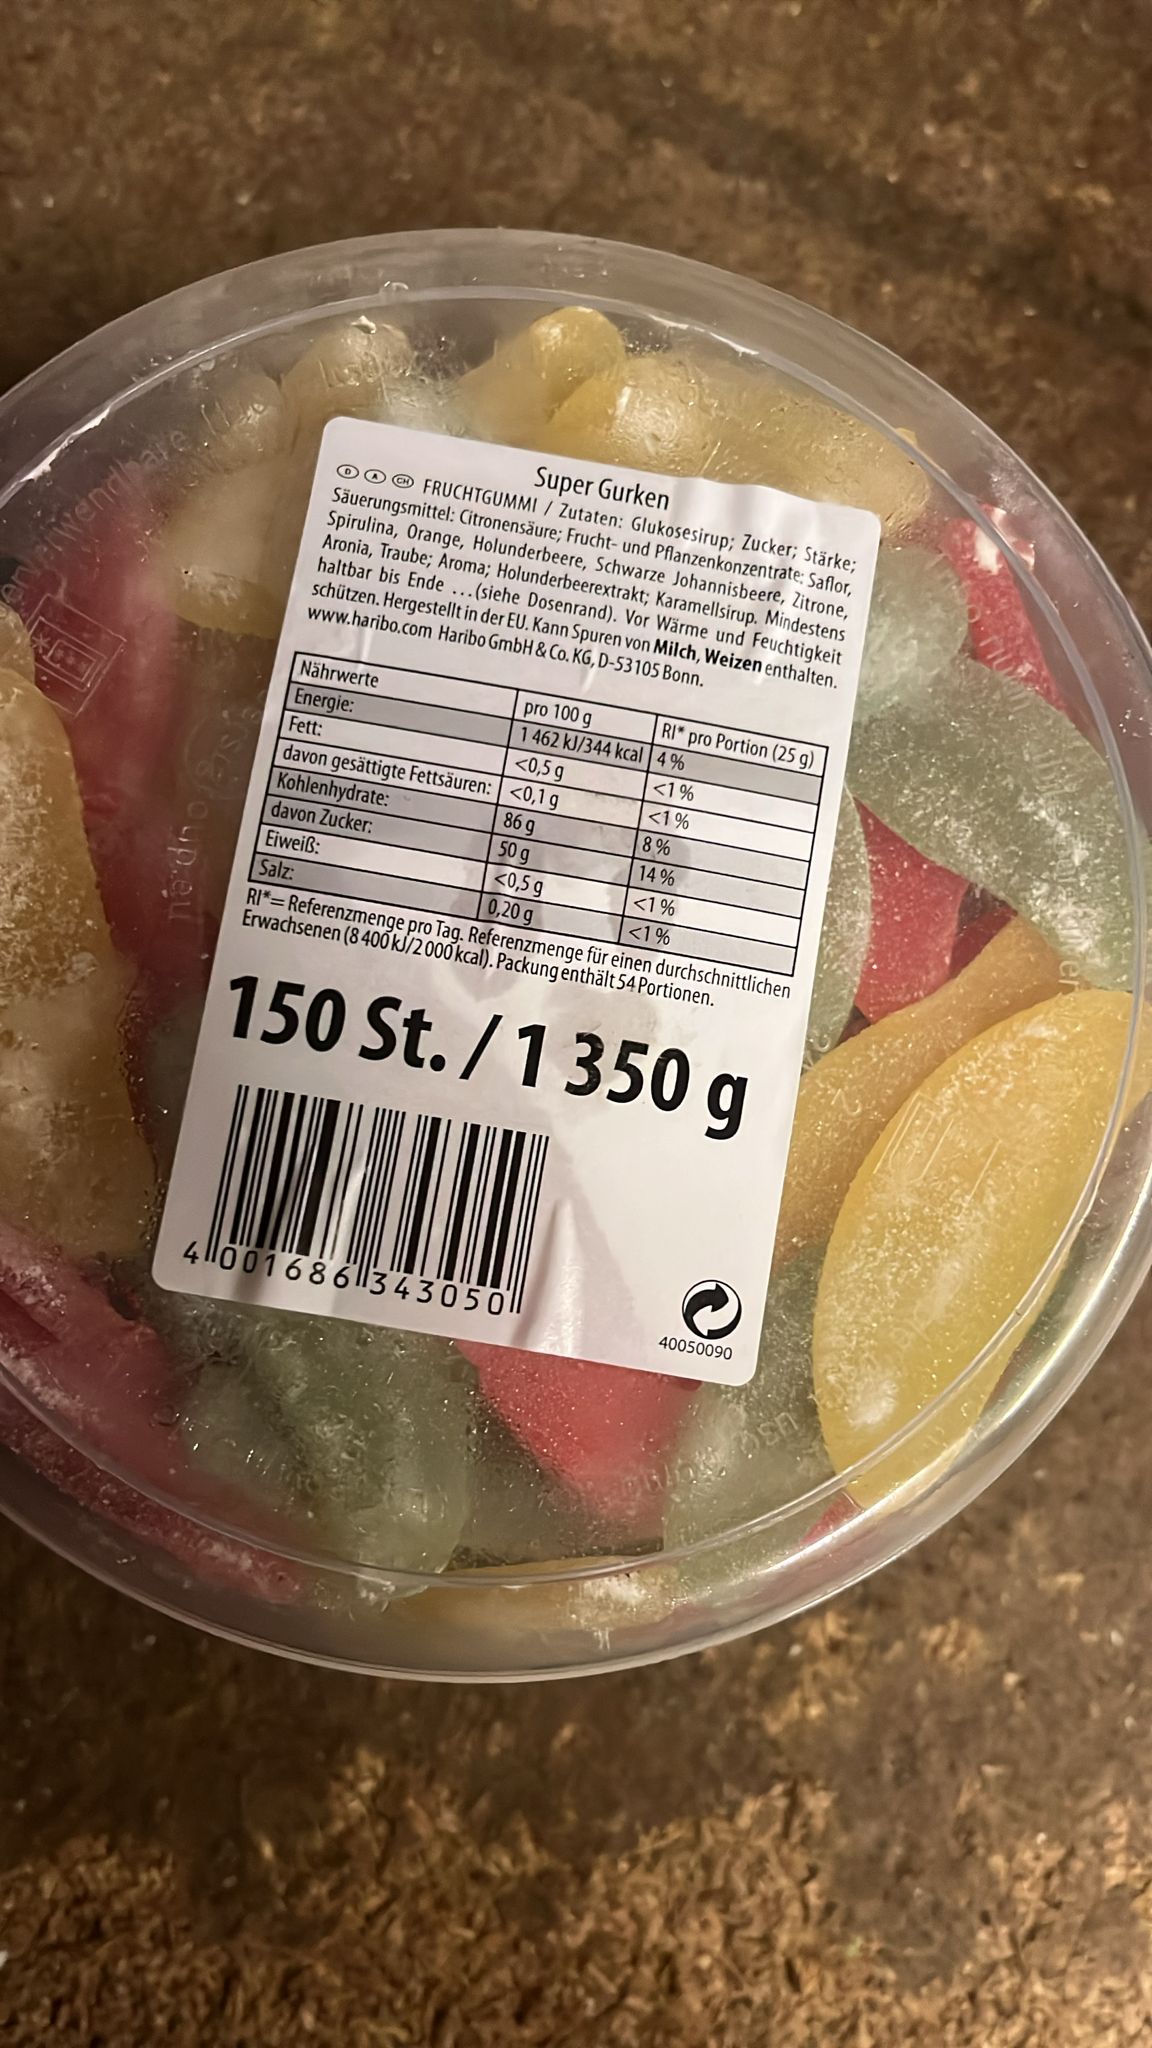 Super Gurken
D A CH FRUCHTGUMMI / Zutaten: Glukosesirup; Zucker; Stärke;
Säuerungsmittel: Citronensäure; Frucht- und Pflanzenkonzentrate: Saflor,
Spirulina, Orange, Holunderbeere, Schwarze Johannisbeere, Zitrone,
Aronia, Traube; Aroma; Holunderbeerextrakt; Karamellsirup. Mindestens
haltbar bis Ende ...(siehe Dosenrand). Vor Wärme und Feuchtigkeit
schützen. Hergestellt in der EU. Kann Spuren von Milch, Weizen enthalten.
www.haribo.com Haribo GmbH & Co. KG, D-53105 Bonn.
Nährwerte pro 100 g RI* pro Portion (25 g)
Energie: 1 462 kJ/344 kcal 4 %
Fett: <0,5 g <1 %
davon gesättigte Fettsäuren: <0,1 g <1 %
Kohlenhydrate: 86 g 8 %
davon Zucker: 50 g 14 %
Eiweiß: <0,5 g <1 %
Salz: 0,20 g <1 %
RI*= Referenzmenge pro Tag. Referenzmenge für einen durchschnittlichen
Erwachsenen (8 400 kJ/2 000 kcal). Packung enthält 54 Portionen.
150 St. / 1 350 g
4 001686 343050
40050090